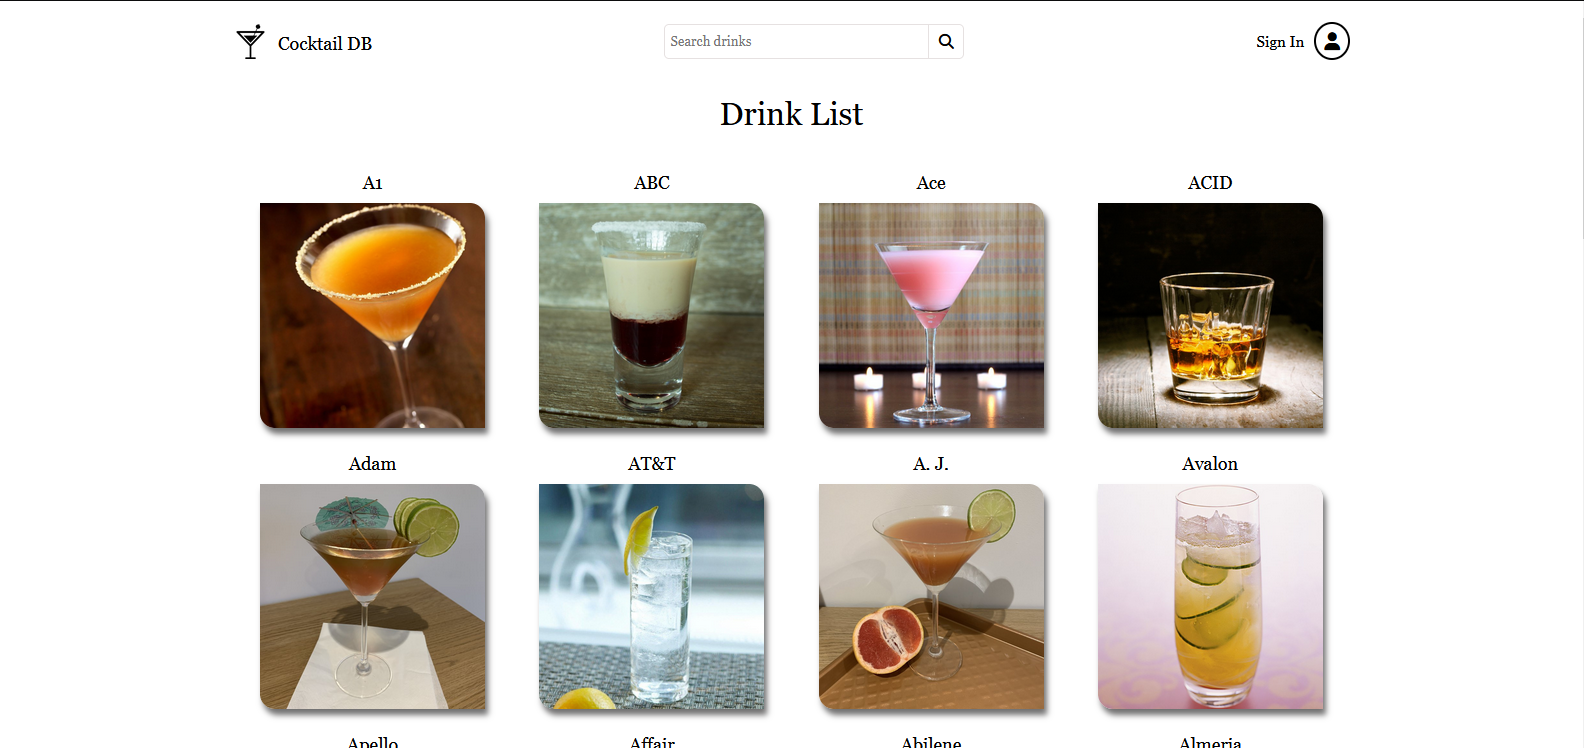 Cocktail DB
Search drinks
Sign In
Drink List
A1
ABC
Ace
ACID
Adam
AT&T
A. J.
Avalon
Apello
Affair
Abilene
Almeria